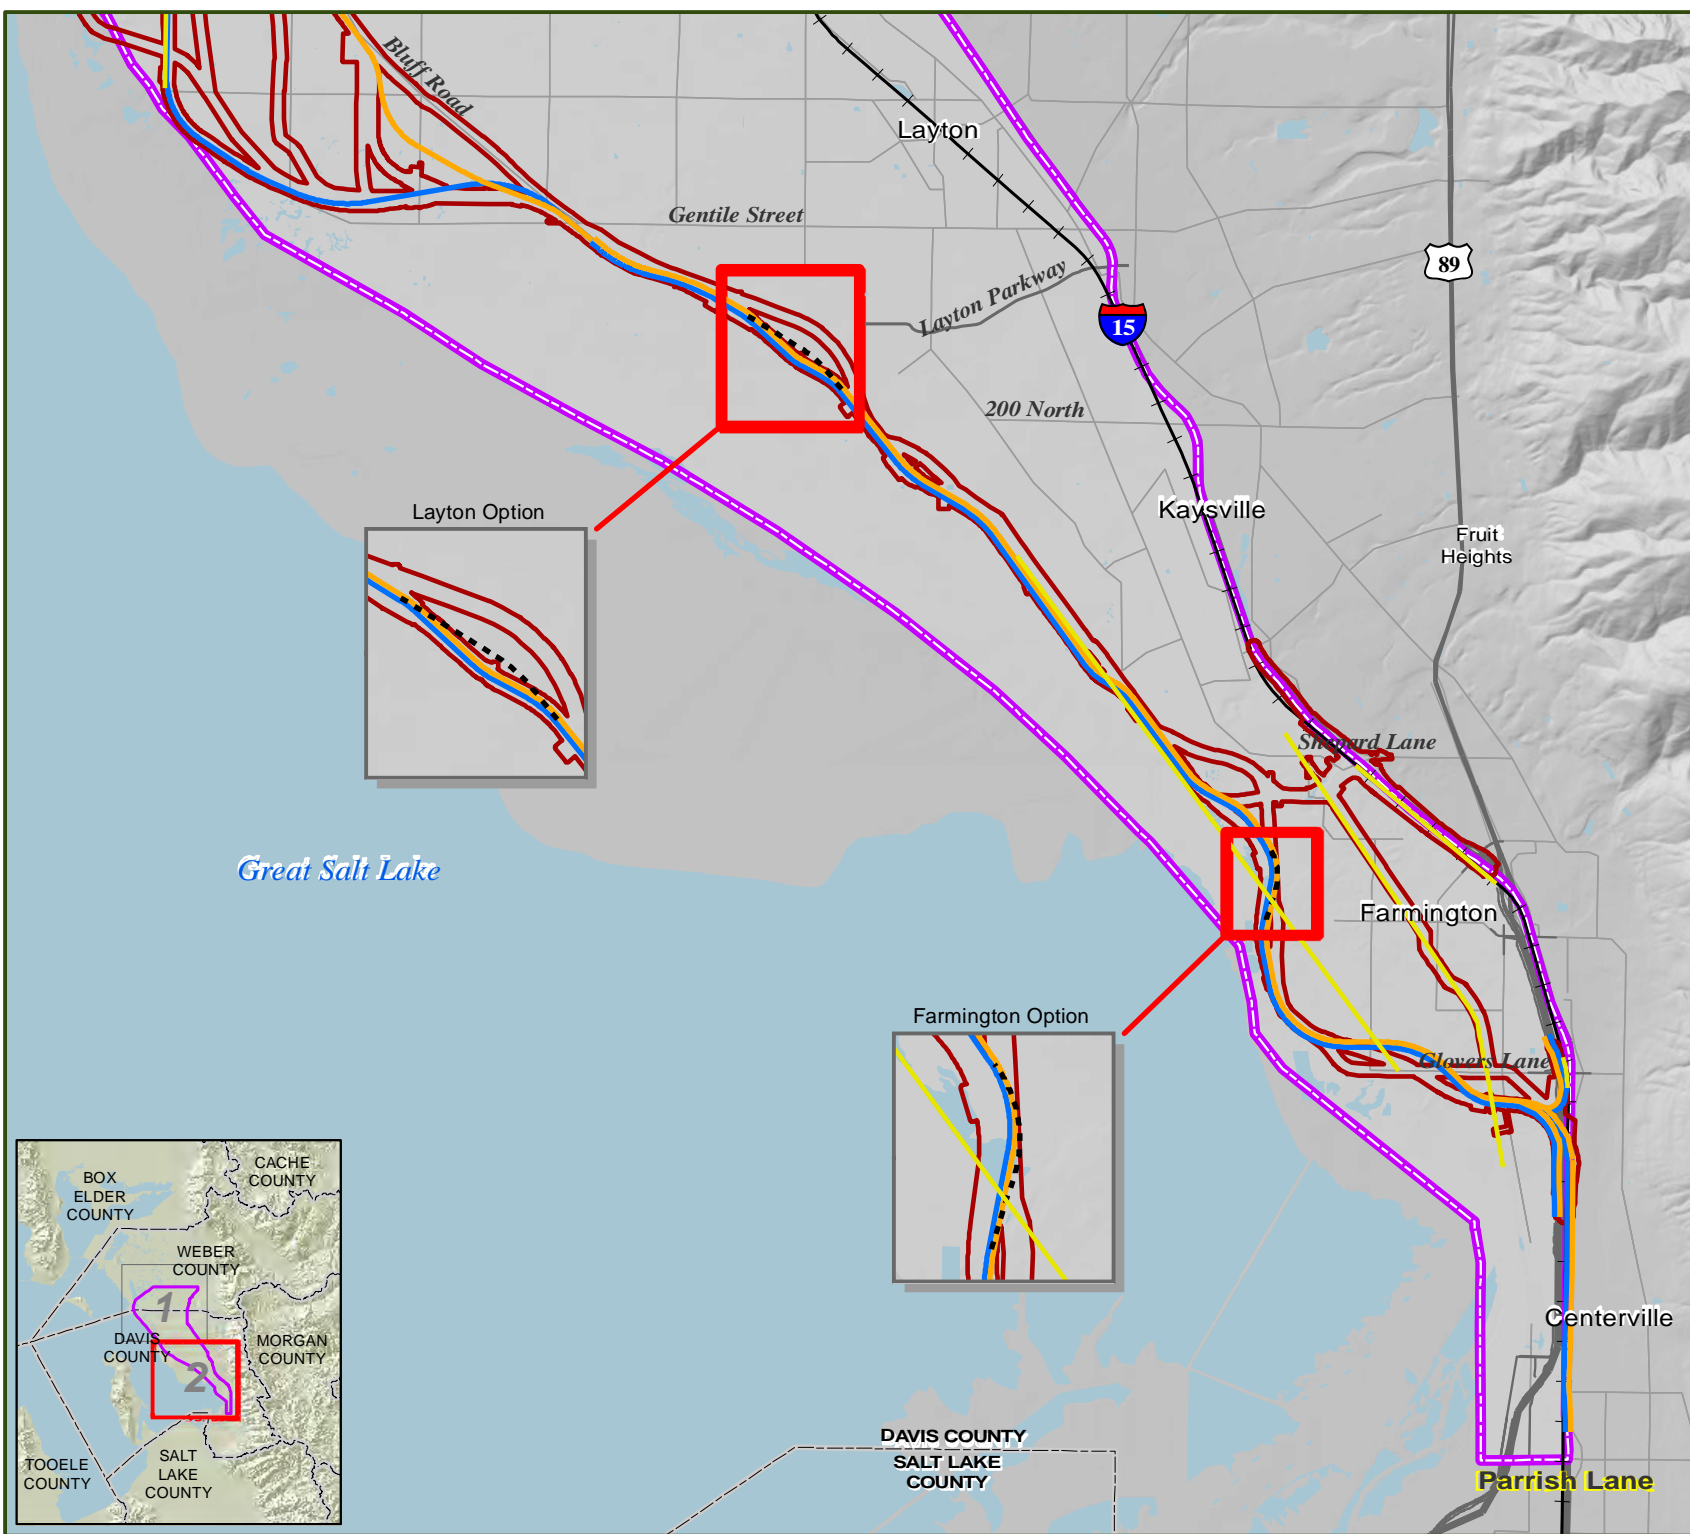 Bluff Road
Layton
Gentile Street
89
Layton Parkway
15
200 North
Layton Option
Kaysville
Fruit
Heights
Shepard Lane
Great Salt Lake
Farmington
Farmington Option
Glovers Lane
BOX
ELDER
COUNTY
CACHE
COUNTY
WEBER
COUNTY
1
DAVIS
COUNTY
MORGAN
COUNTY
2
TOOELE
COUNTY
SALT
LAKE
COUNTY
Centerville
DAVIS COUNTY
SALT LAKE
COUNTY
Parrish Lane